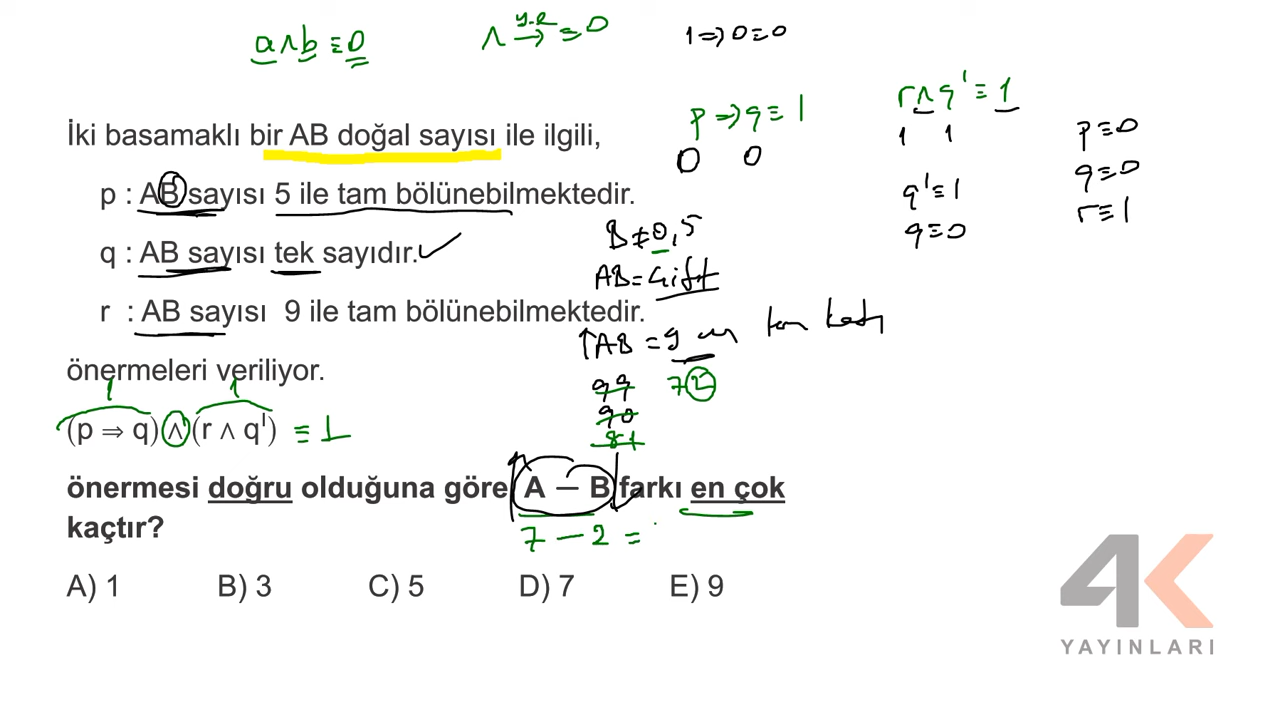 a∧b ≡ 0
∧ y.e → ≡ 0
1⇒0≡0
p ⇒ q ≡ 1
0 0
r∧q' ≡ 1
1 1
q' ≡ 1
q ≡ 0
p ≡ 0
q ≡ 0
r ≡ 1
İki basamaklı bir AB doğal sayısı ile ilgili,
p : AB sayısı 5 ile tam bölünebilmektedir.
B ≠ 0,5
q : AB sayısı tek sayıdır.
AB = Çift
r : AB sayısı 9 ile tam bölünebilmektedir.
AB = 9 un tam katı
99 72
90
81
önermeleri veriliyor.
1 1
(p ⇒ q) ∧ (r ∧ q') ≡ 1
önermesi doğru olduğuna göre A – B farkı en çok
kaçtır?
7 – 2 =
A) 1 B) 3 C) 5 D) 7 E) 9
4K
YAYINLARI